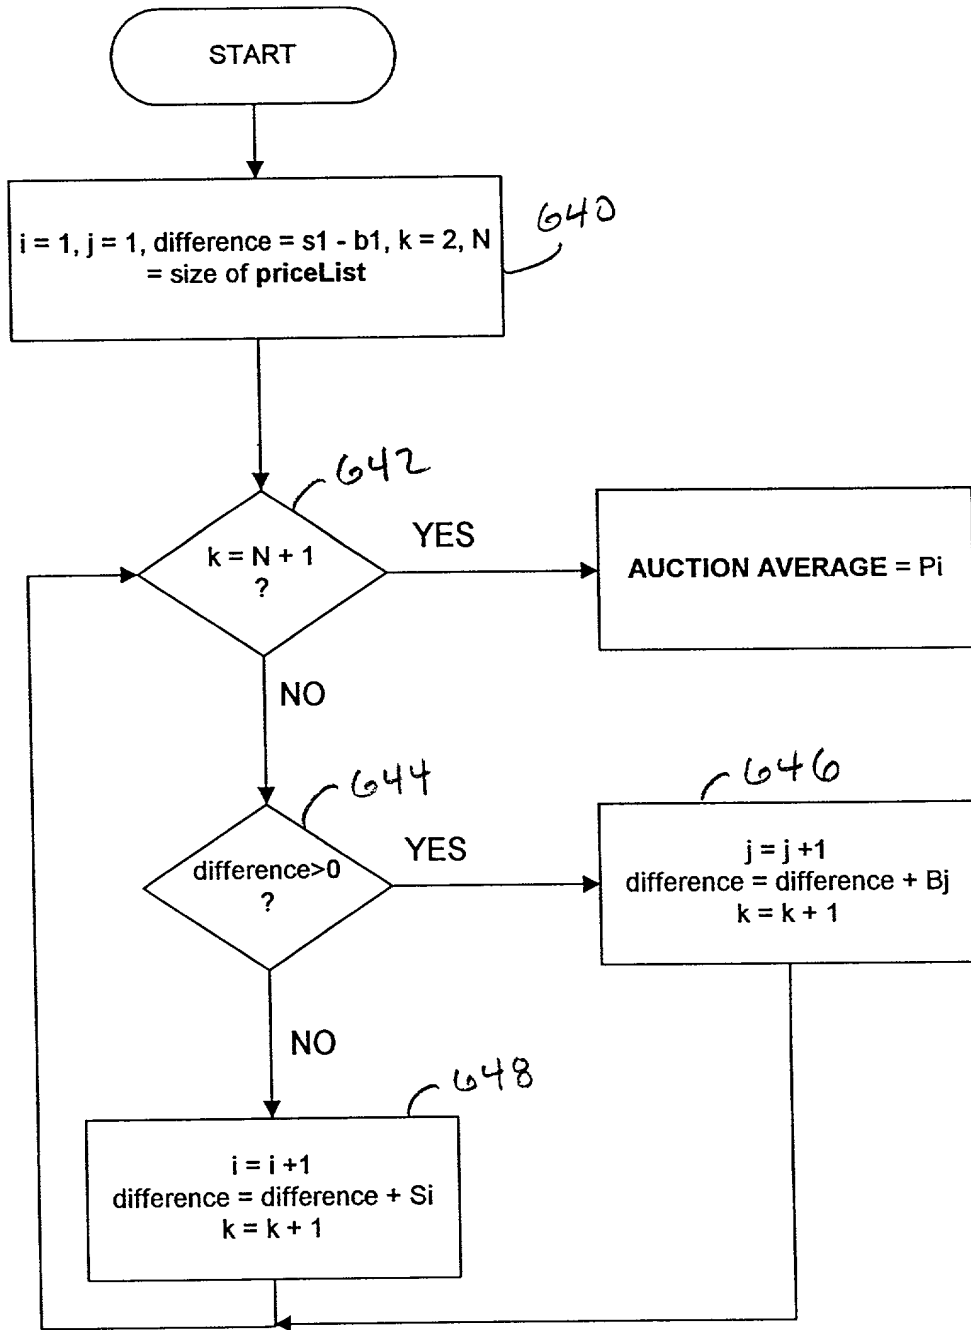 START
i = 1, j = 1, difference = s1 - b1, k = 2, N
= size of priceList
640
642
k = N + 1
?
YES
AUCTION AVERAGE = Pi
NO
644
646
difference>0
?
YES
j = j +1
difference = difference + Bj
k = k + 1
NO
648
i = i +1
difference = difference + Si
k = k + 1